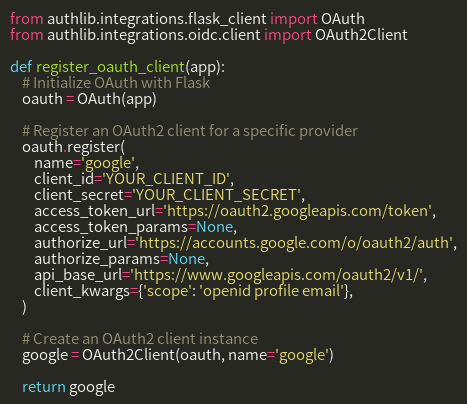 from authlib.integrations.flask_client import OAuth
from authlib.integrations.oidc.client import OAuth2Client

def register_oauth_client(app):
    # Initialize OAuth with Flask
    oauth = OAuth(app)

    # Register an OAuth2 client for a specific provider
    oauth.register(
        name='google',
        client_id='YOUR_CLIENT_ID',
        client_secret='YOUR_CLIENT_SECRET',
        access_token_url='https://oauth2.googleapis.com/token',
        access_token_params=None,
        authorize_url='https://accounts.google.com/o/oauth2/auth',
        authorize_params=None,
        api_base_url='https://www.googleapis.com/oauth2/v1/',
        client_kwargs={'scope': 'openid profile email'},
    )

    # Create an OAuth2 client instance
    google = OAuth2Client(oauth, name='google')

    return google